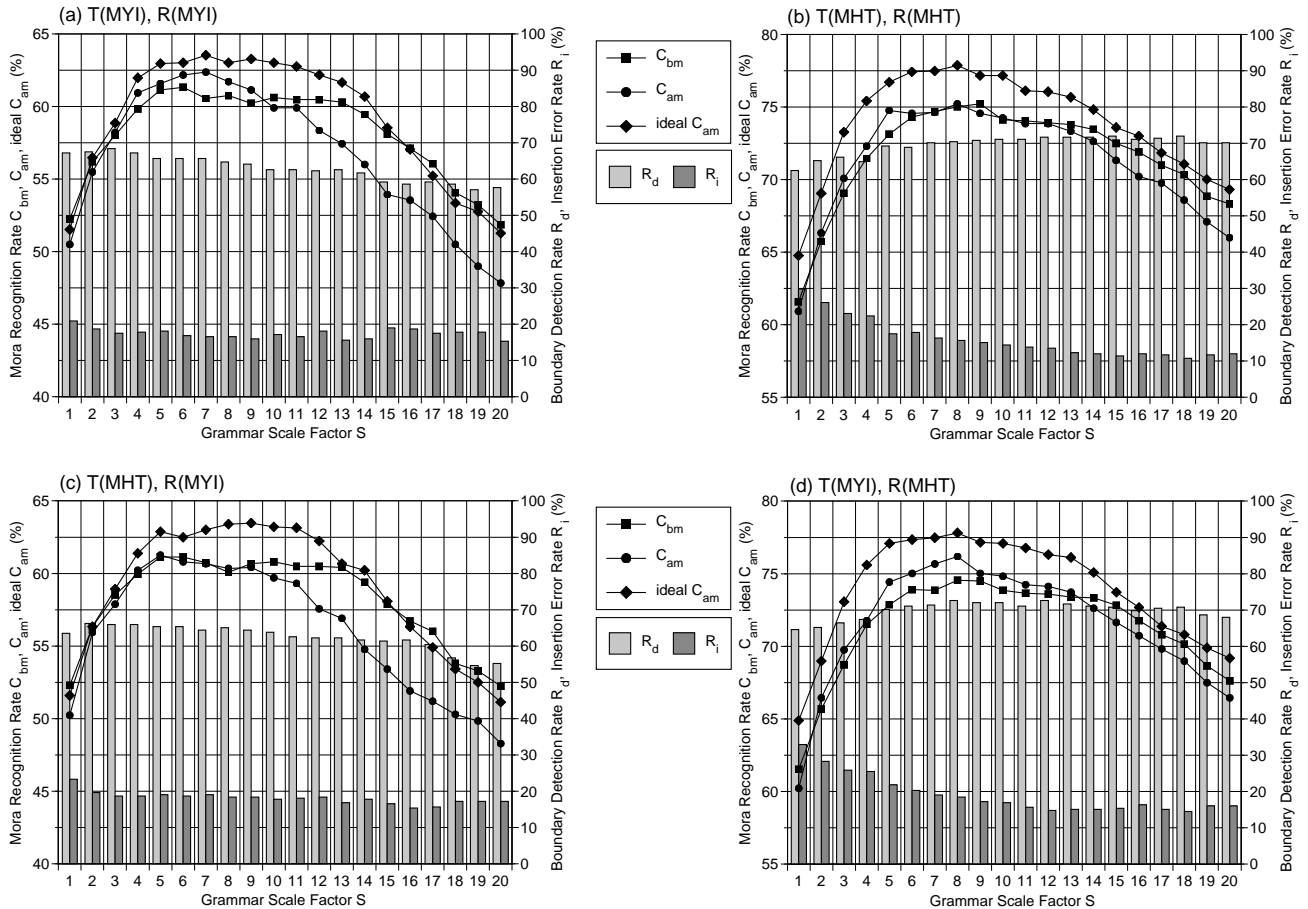 (a) T(MYI), R(MYI)
Mora Recognition Rate C_bm, C_am, ideal C_am (%)
65
60
55
50
45
40
100
90
80
70
60
50
40
30
20
10
0
Boundary Detection Rate R_d, Insertion Error Rate R_i (%)
1 2 3 4 5 6 7 8 9 10 11 12 13 14 15 16 17 18 19 20
Grammar Scale Factor S
C_bm
C_am
ideal C_am
R_d R_i
(b) T(MHT), R(MHT)
Mora Recognition Rate C_bm, C_am, ideal C_am (%)
80
75
70
65
60
55
100
90
80
70
60
50
40
30
20
10
0
Boundary Detection Rate R_d, Insertion Error Rate R_i (%)
1 2 3 4 5 6 7 8 9 10 11 12 13 14 15 16 17 18 19 20
Grammar Scale Factor S
(c) T(MHT), R(MYI)
Mora Recognition Rate C_bm, C_am, ideal C_am (%)
65
60
55
50
45
40
100
90
80
70
60
50
40
30
20
10
0
Boundary Detection Rate R_d, Insertion Error Rate R_i (%)
1 2 3 4 5 6 7 8 9 10 11 12 13 14 15 16 17 18 19 20
Grammar Scale Factor S
C_bm
C_am
ideal C_am
R_d R_i
(d) T(MYI), R(MHT)
Mora Recognition Rate C_bm, C_am, ideal C_am (%)
80
75
70
65
60
55
100
90
80
70
60
50
40
30
20
10
0
Boundary Detection Rate R_d, Insertion Error Rate R_i (%)
1 2 3 4 5 6 7 8 9 10 11 12 13 14 15 16 17 18 19 20
Grammar Scale Factor S